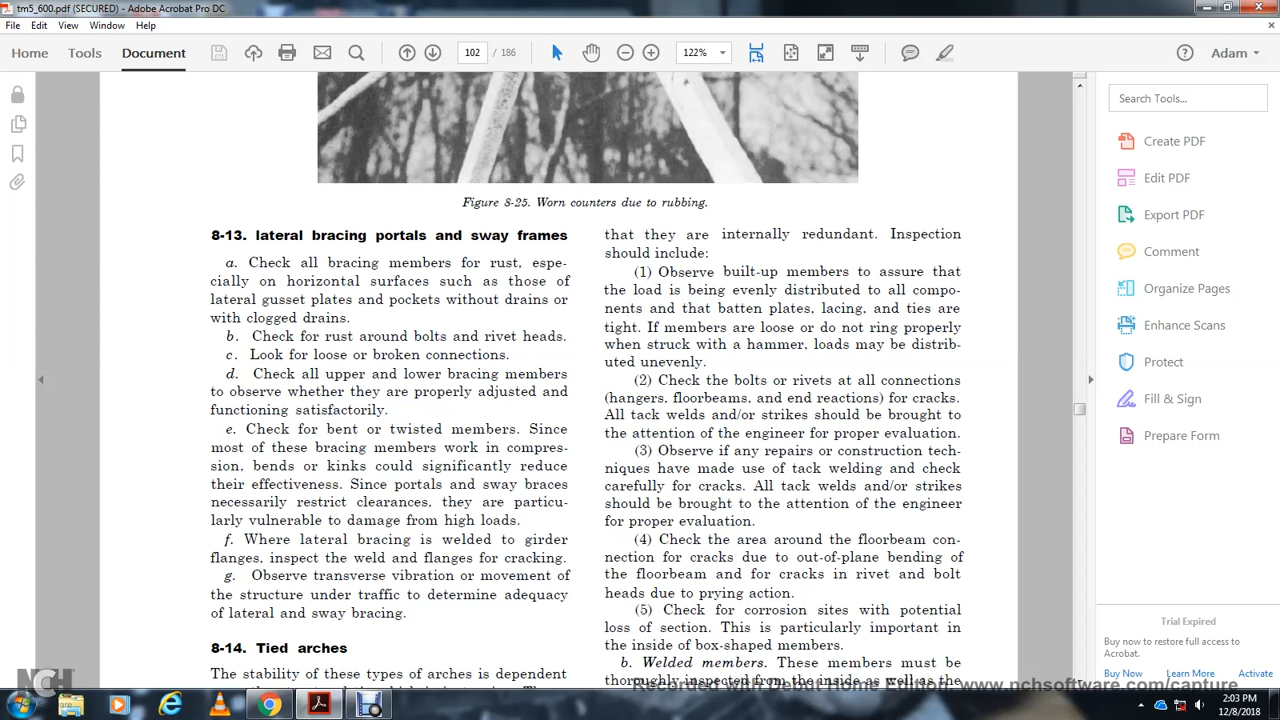 tm5_600.pdf (SECURED) - Adobe Acrobat Pro DC
File Edit View Window Help
Home Tools Document 102 / 186 122% Adam
Figure 8-25. Worn counters due to rubbing.
8-13. lateral bracing portals and sway frames
a. Check all bracing members for rust, espe-
cially on horizontal surfaces such as those of
lateral gusset plates and pockets without drains or
with clogged drains.
b. Check for rust around bolts and rivet heads.
c. Look for loose or broken connections.
d. Check all upper and lower bracing members
to observe whether they are properly adjusted and
functioning satisfactorily.
e. Check for bent or twisted members. Since
most of these bracing members work in compres-
sion, bends or kinks could significantly reduce
their effectiveness. Since portals and sway braces
necessarily restrict clearances, they are particu-
larly vulnerable to damage from high loads.
f. Where lateral bracing is welded to girder
flanges, inspect the weld and flanges for cracking.
g. Observe transverse vibration or movement of
the structure under traffic to determine adequacy
of lateral and sway bracing.
8-14. Tied arches
The stability of these types of arches is dependent
that they are internally redundant. Inspection
should include:
(1) Observe built-up members to assure that
the load is being evenly distributed to all compo-
nents and that batten plates, lacing, and ties are
tight. If members are loose or do not ring properly
when struck with a hammer, loads may be distrib-
uted unevenly.
(2) Check the bolts or rivets at all connections
(hangers, floorbeams, and end reactions) for cracks.
All tack welds and/or strikes should be brought to
the attention of the engineer for proper evaluation.
(3) Observe if any repairs or construction tech-
niques have made use of tack welding and check
carefully for cracks. All tack welds and/or strikes
should be brought to the attention of the engineer
for proper evaluation.
(4) Check the area around the floorbeam con-
nection for cracks due to out-of-plane bending of
the floorbeam and for cracks in rivet and bolt
heads due to prying action.
(5) Check for corrosion sites with potential
loss of section. This is particularly important in
the inside of box-shaped members.
b. Welded members. These members must be
thoroughly inspected from the inside as well as the
Search Tools...
Create PDF
Edit PDF
Export PDF
Comment
Organize Pages
Enhance Scans
Protect
Fill & Sign
Prepare Form
Trial Expired
Buy now to restore full access to
Acrobat.
Buy Now Learn More Activate
NCH
Recorded with Debut Home Edition www.nchsoftware.com/capture
2:03 PM
12/8/2018